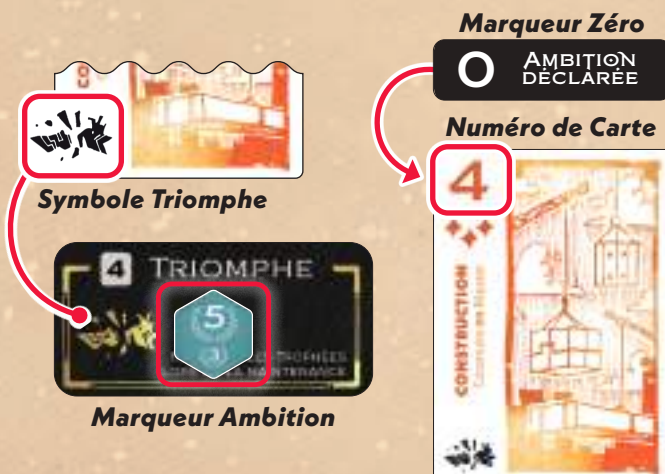 Marqueur Zéro
0 AMBITION DÉCLARÉE
Numéro de Carte
4
CONSTRUCTION
Symbole Triomphe
4 TRIOMPHE
5
Marqueur Ambition